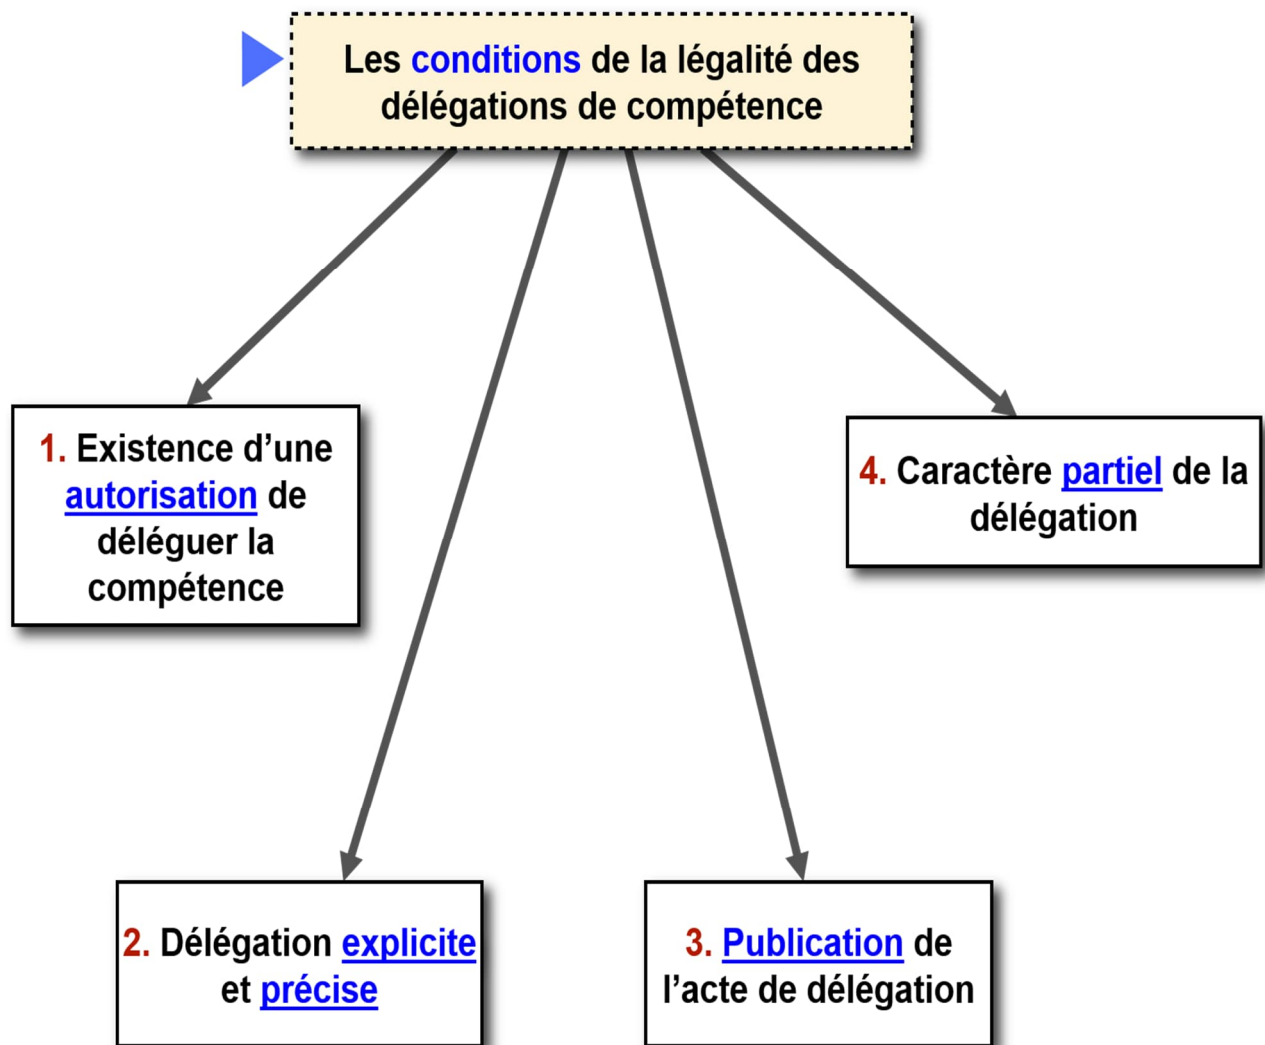 Les conditions de la légalité des
délégations de compétence
1. Existence d’une
autorisation de
déléguer la
compétence
2. Délégation explicite
et précise
3. Publication de
l’acte de délégation
4. Caractère partiel de la
délégation